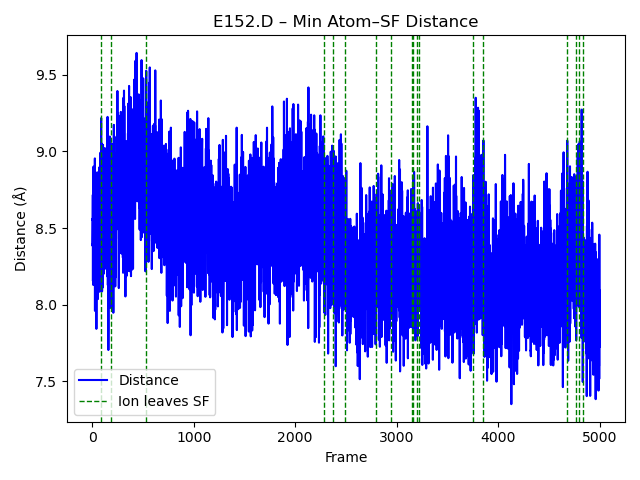 E152.D – Min Atom–SF Distance
Distance (Å)
9.5
9.0
8.5
8.0
7.5
Distance
Ion leaves SF
0
1000
2000
3000
4000
5000
Frame